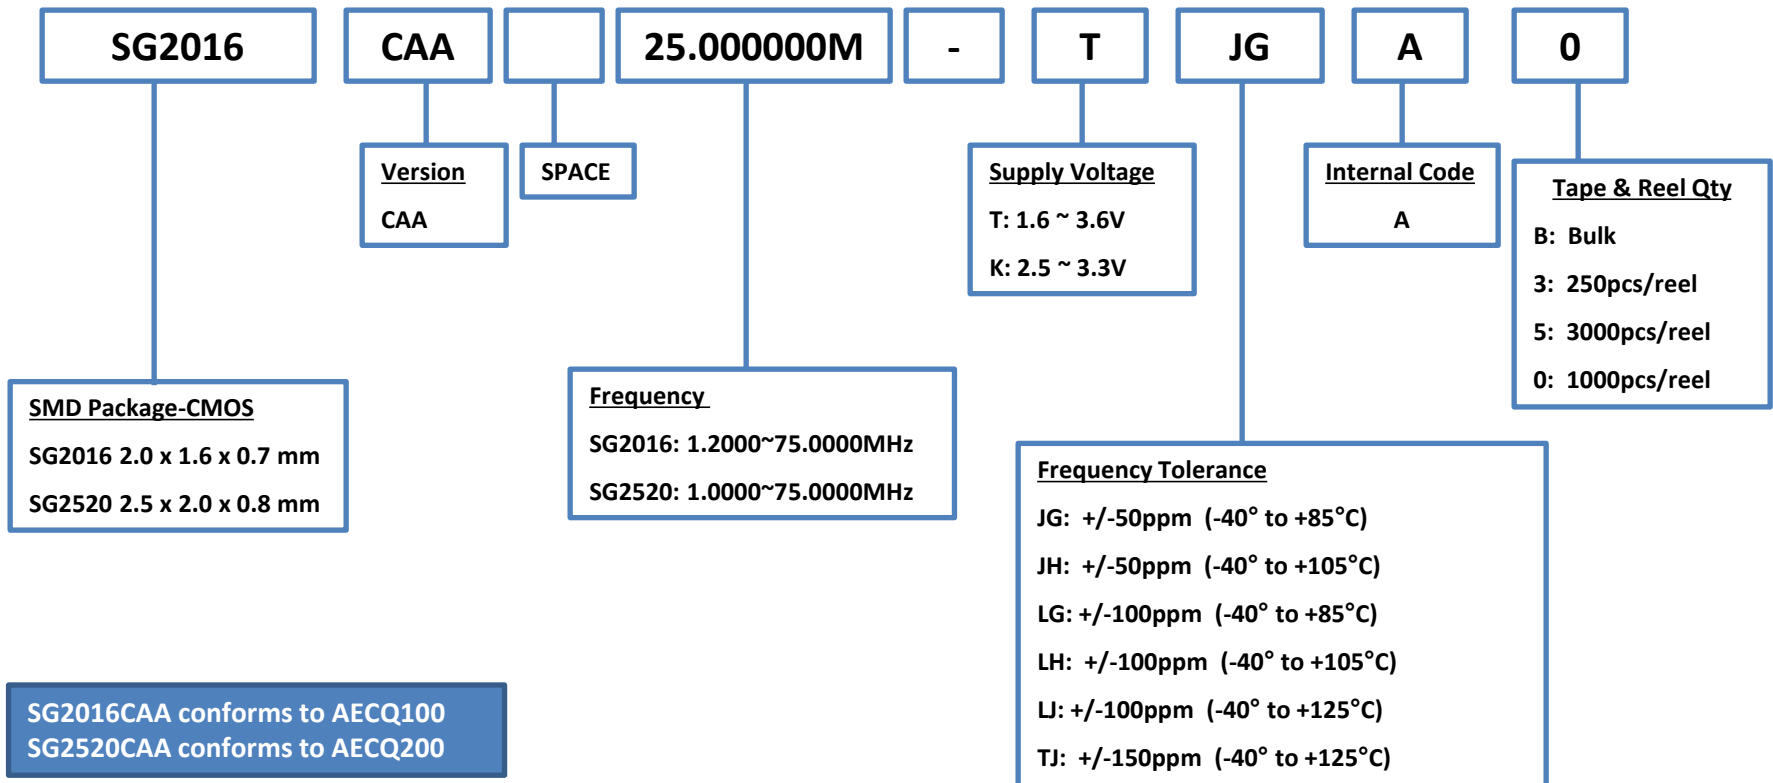 SG2016 CAA 25.000000M - T JG A 0
Version
CAA
SPACE
Supply Voltage
T: 1.6 ~ 3.6V
K: 2.5 ~ 3.3V
Internal Code
A
Tape & Reel Qty
B: Bulk
3: 250pcs/reel
5: 3000pcs/reel
0: 1000pcs/reel
SMD Package-CMOS
SG2016 2.0 x 1.6 x 0.7 mm
SG2520 2.5 x 2.0 x 0.8 mm
Frequency
SG2016: 1.2000~75.0000MHz
SG2520: 1.0000~75.0000MHz
Frequency Tolerance
JG: +/-50ppm (-40° to +85°C)
JH: +/-50ppm (-40° to +105°C)
LG: +/-100ppm (-40° to +85°C)
LH: +/-100ppm (-40° to +105°C)
LJ: +/-100ppm (-40° to +125°C)
TJ: +/-150ppm (-40° to +125°C)
SG2016CAA conforms to AECQ100
SG2520CAA conforms to AECQ200